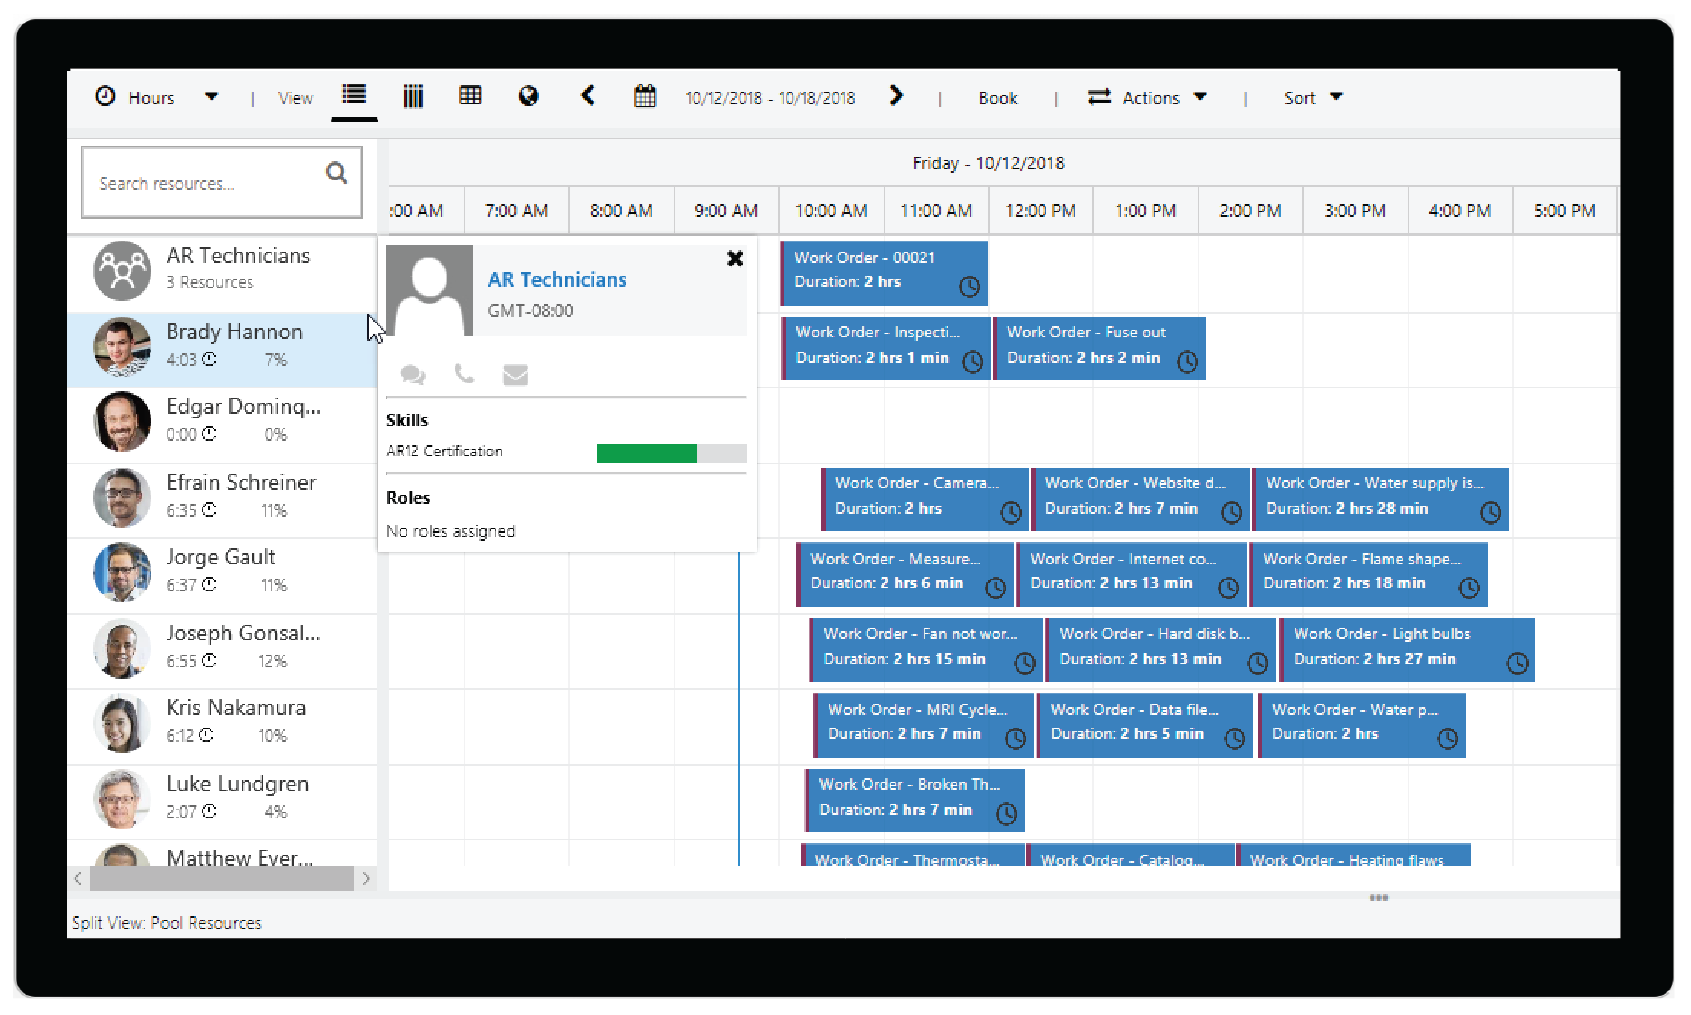 Hours | View 10/12/2018 - 10/18/2018 | Book | Actions | Sort
Search resources...
Friday - 10/12/2018
:00 AM 7:00 AM 8:00 AM 9:00 AM 10:00 AM 11:00 AM 12:00 PM 1:00 PM 2:00 PM 3:00 PM 4:00 PM 5:00 PM
AR Technicians
3 Resources
Brady Hannon
4:03 7%
Edgar Doming...
0:00 0%
Efrain Schreiner
6:35 11%
Jorge Gault
6:37 11%
Joseph Gonsal...
6:55 12%
Kris Nakamura
6:12 10%
Luke Lundgren
2:07 4%
Matthew Ever...
AR Technicians
GMT-08:00
Skills
AR12 Certification
Roles
No roles assigned
Work Order - 00021
Duration: 2 hrs
Work Order - Inspecti...
Duration: 2 hrs 1 min
Work Order - Fuse out
Duration: 2 hrs 2 min
Work Order - Camera...
Duration: 2 hrs
Work Order - Website d...
Duration: 2 hrs 7 min
Work Order - Water supply is...
Duration: 2 hrs 28 min
Work Order - Measure...
Duration: 2 hrs 6 min
Work Order - Internet co...
Duration: 2 hrs 13 min
Work Order - Flame shape...
Duration: 2 hrs 18 min
Work Order - Fan not wor...
Duration: 2 hrs 15 min
Work Order - Hard disk b...
Duration: 2 hrs 13 min
Work Order - Light bulbs
Duration: 2 hrs 27 min
Work Order - MRI Cycle...
Duration: 2 hrs 7 min
Work Order - Data file...
Duration: 2 hrs 5 min
Work Order - Water p...
Duration: 2 hrs
Work Order - Broken Th...
Duration: 2 hrs 7 min
Work Order - Thermosta...
Work Order - Catalog...
Work Order - Heating flaws
Split View: Pool Resources